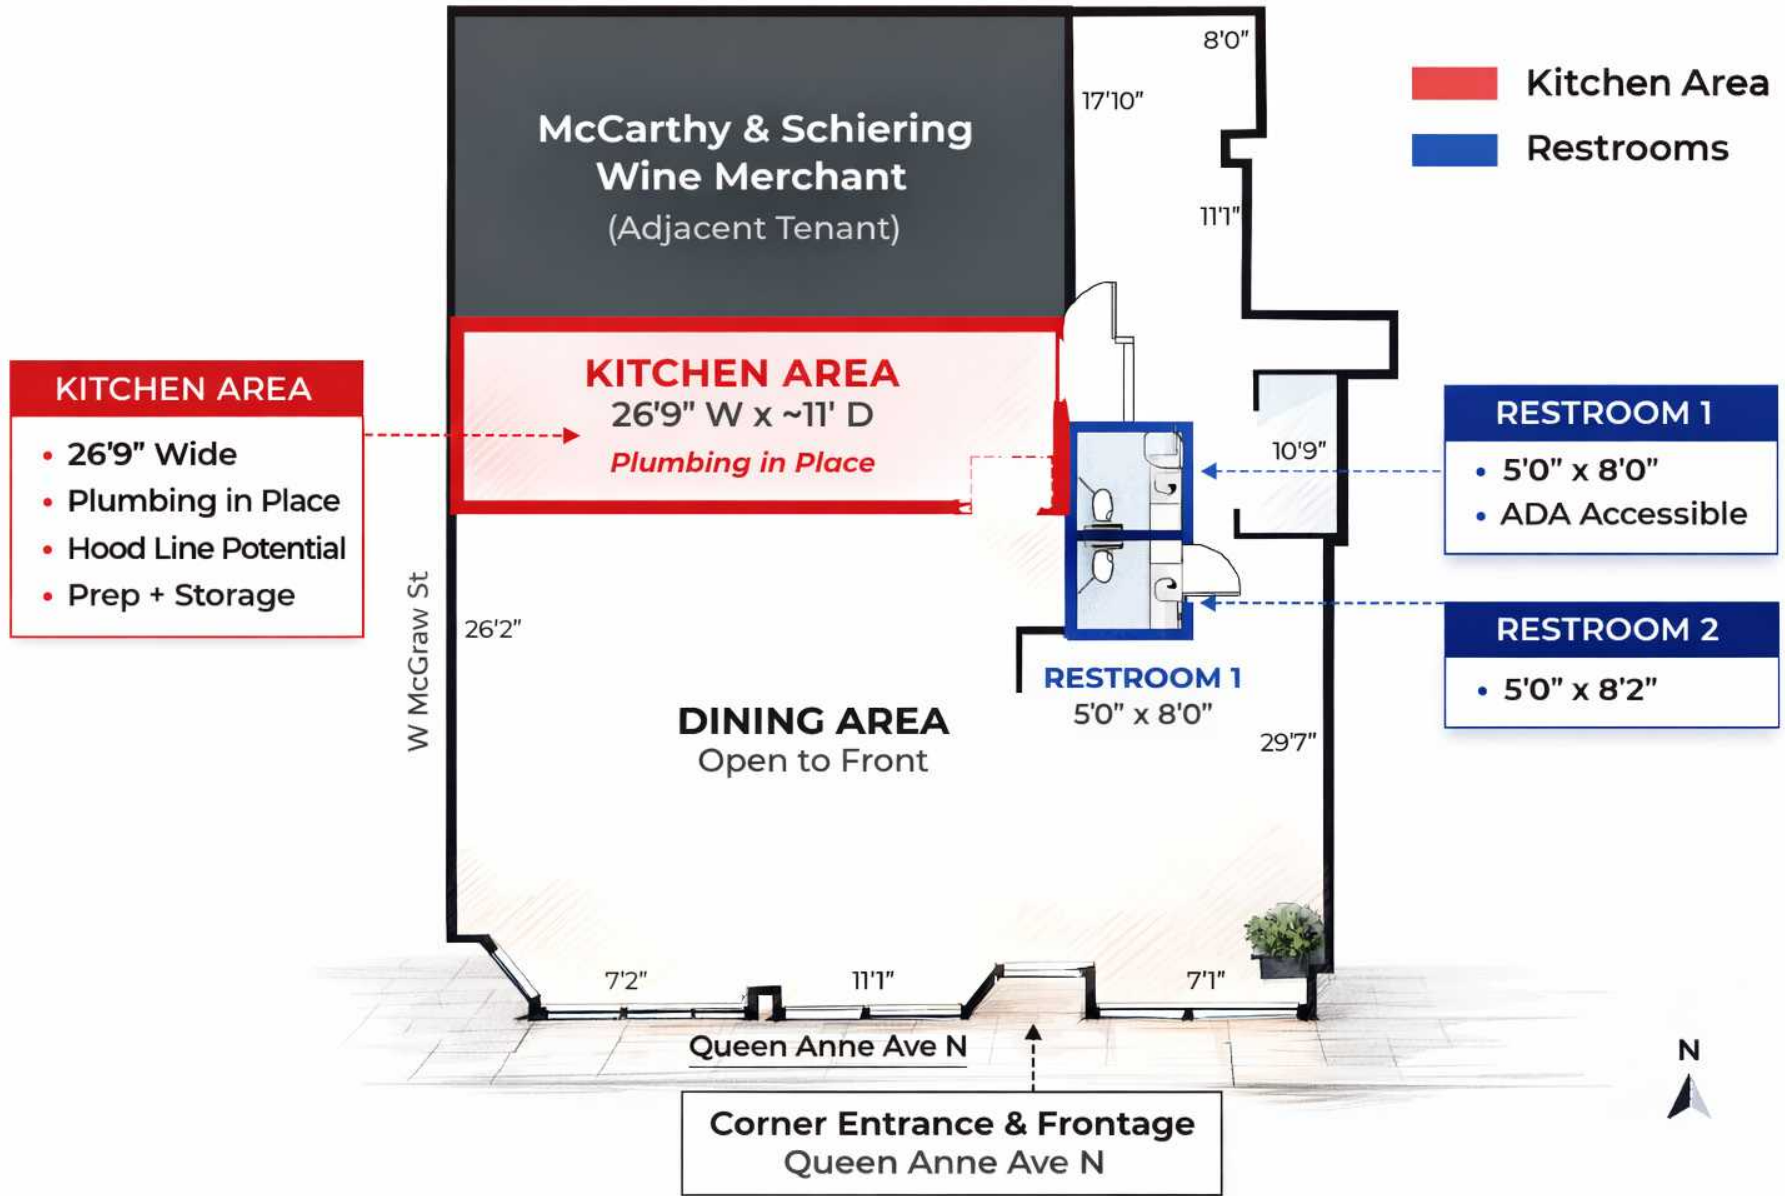 8'0"
17'10"
McCarthy & Schiering
Wine Merchant
(Adjacent Tenant)
11'1"
Kitchen Area
Restrooms
KITCHEN AREA
• 26'9" Wide
• Plumbing in Place
• Hood Line Potential
• Prep + Storage
KITCHEN AREA
26'9" W x ~11' D
Plumbing in Place
10'9"
RESTROOM 1
• 5'0" x 8'0"
• ADA Accessible
RESTROOM 2
• 5'0" x 8'2"
W McGraw St
26'2"
RESTROOM 1
5'0" x 8'0"
DINING AREA
Open to Front
29'7"
7'2"
11'1"
7'1"
Queen Anne Ave N
Corner Entrance & Frontage
Queen Anne Ave N
N